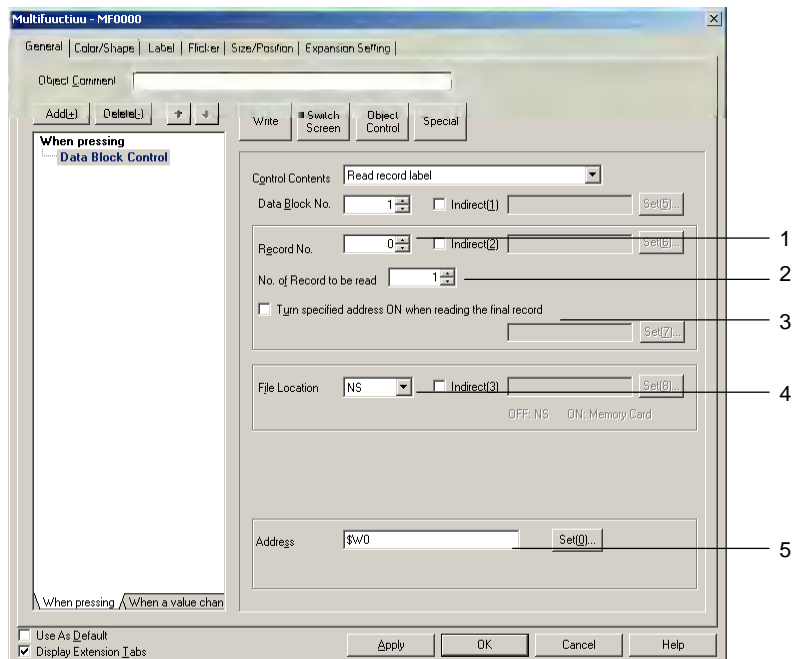 Multifuuctiuu - MF0000
General Color/Shape Label Flicker Size/Position Expansion Setting
Object Comment
Add(+) Delete(-) Write Switch Screen Object Control Special
When pressing
Data Block Control
Control Contents Read record label
Data Block No. 1 Indirect(1) Set(5)...
Record No. 0 Indirect(2) Set(6)... 1
No. of Record to be read 1 2
Turn specified address ON when reading the final record 3
Set(7)...
File Location NS Indirect(3) Set(8)... 4
OFF: NS ON: Memory Card
Address $W0 Set(0)... 5
When pressing When a value chan
Use As Default
Display Extension Tabs
Apply OK Cancel Help